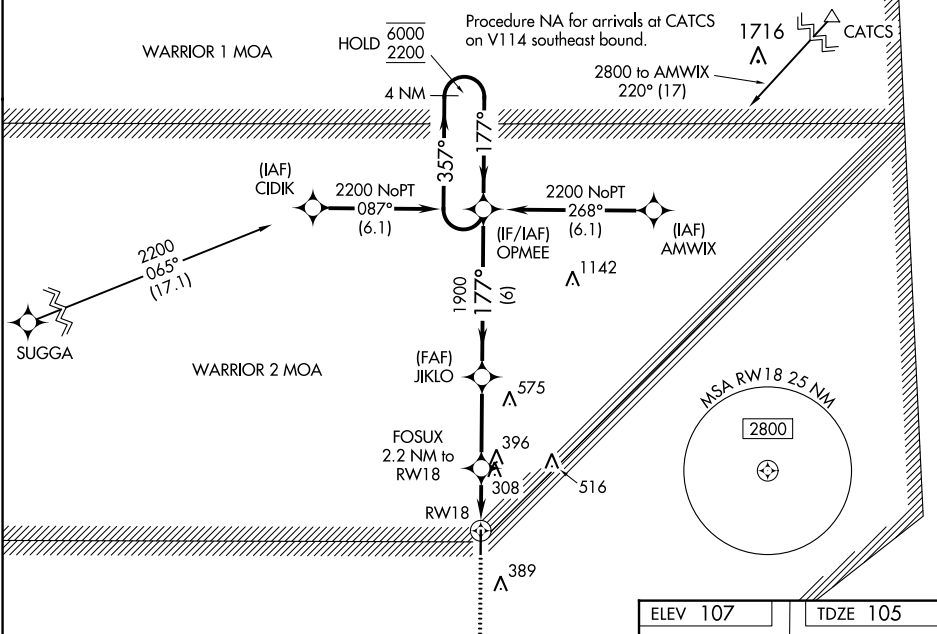 Procedure NA for arrivals at CATCS
on V114 southeast bound.
WARRIOR 1 MOA
HOLD 6000
2200
4 NM
1716
CATCS
2800 to AMWIX
220° (17)
357°
177°
(IAF)
CIDIK
2200 NoPT
087°
(6.1)
2200 NoPT
268°
(6.1)
(IF/IAF)
OPMEE
(IAF)
AMWIX
2200
065°
(17.1)
SUGGA
1900
177°
(6)
1142
WARRIOR 2 MOA
(FAF)
JIKLO
575
MSA RW18 25 NM
2800
FOSUX
2.2 NM to
RW18
396
308
516
RW18
389
ELEV 107
TDZE 105